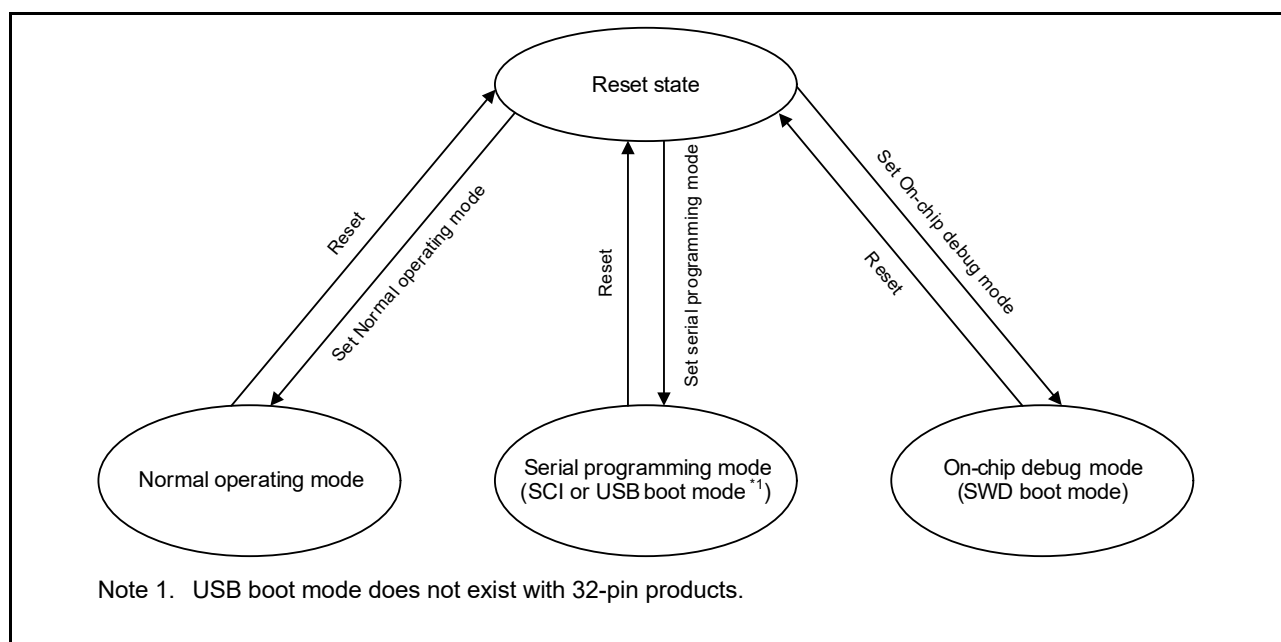 Reset state
Reset
Set Normal operating mode
Reset
Set serial programming mode
Set On-chip debug mode
Reset
Normal operating mode
Serial programming mode
(SCI or USB boot mode *1)
On-chip debug mode
(SWD boot mode)
Note 1. USB boot mode does not exist with 32-pin products.